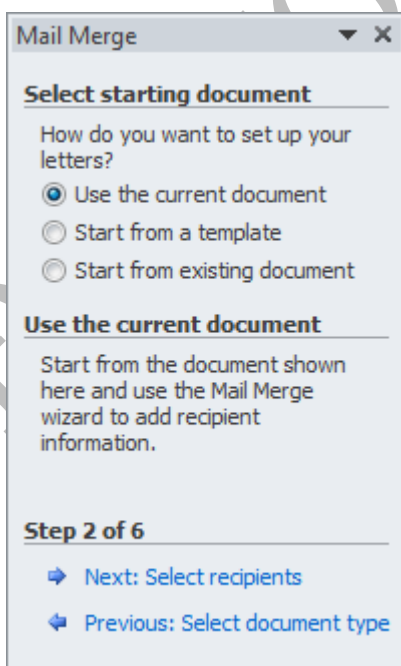 Mail Merge
Select starting document
How do you want to set up your
letters?
Use the current document
Start from a template
Start from existing document
Use the current document
Start from the document shown
here and use the Mail Merge
wizard to add recipient
information.
Step 2 of 6
Next: Select recipients
Previous: Select document type